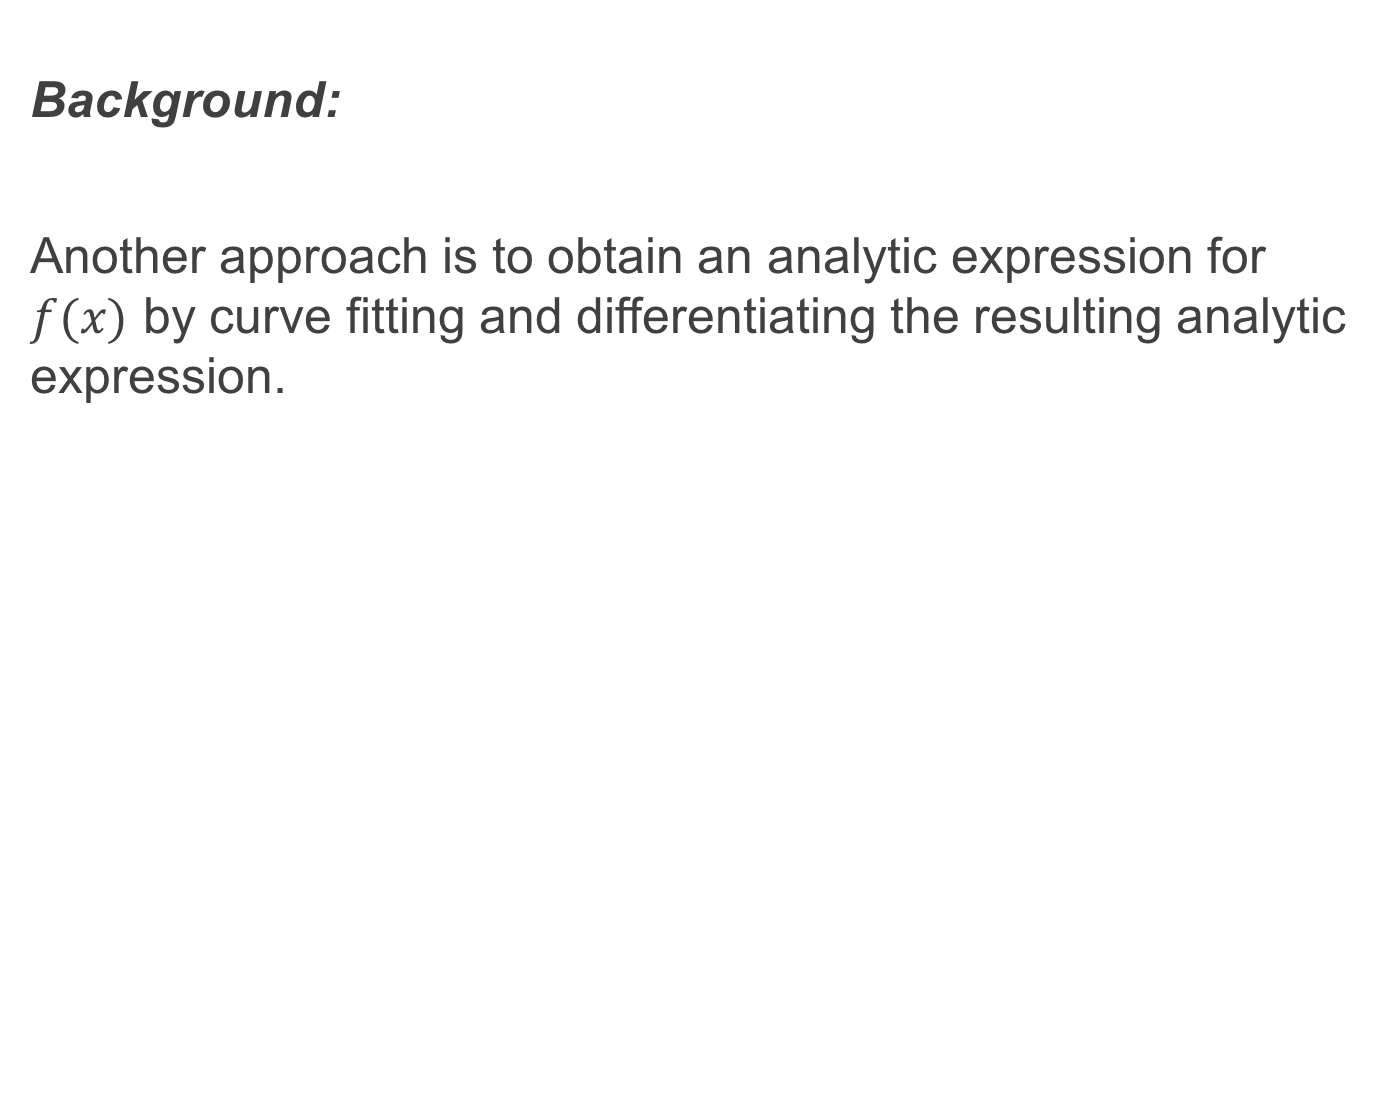 Background:
Another approach is to obtain an analytic expression for
f(x) by curve fitting and differentiating the resulting analytic
expression.